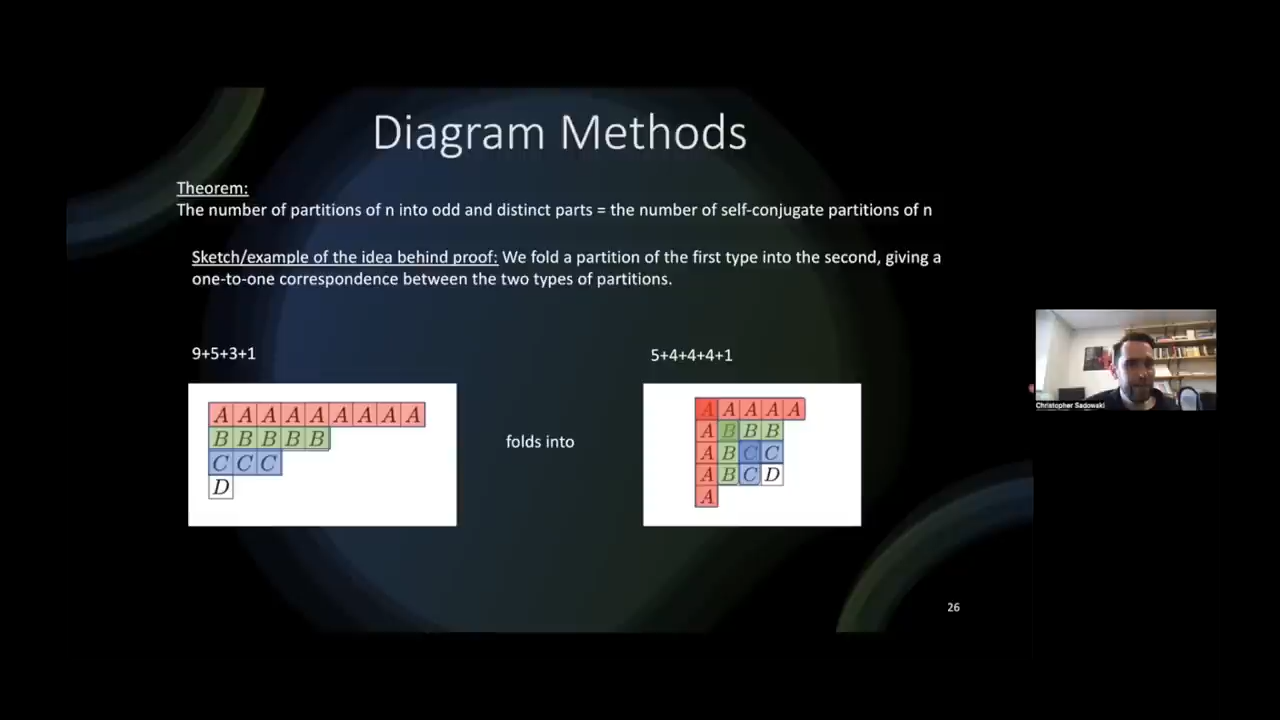 Diagram Methods
Theorem:
The number of partitions of n into odd and distinct parts = the number of self-conjugate partitions of n
Sketch/example of the idea behind proof: We fold a partition of the first type into the second, giving a
one-to-one correspondence between the two types of partitions.
9+5+3+1
5+4+4+4+1
A A A A A A A A A
B B B B B
C C C
D
folds into
A A A A A
A B B B
A B C C
A B C D
A
Christopher Sadowski
26